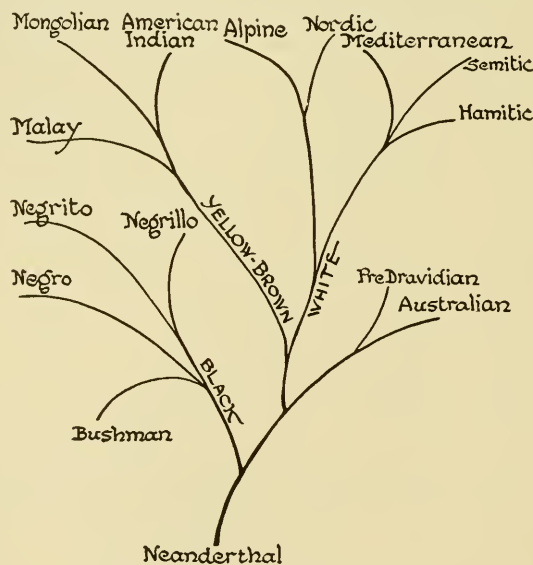 Mongolian
American
Indian
Alpine
Nordic
Mediterranean
Semitic
Hamitic
Malay
Negrito
Negrillo
YELLOW-BROWN
WHITE
Negro
PreDravidian
Australian
BLACK
Bushman
Neanderthal